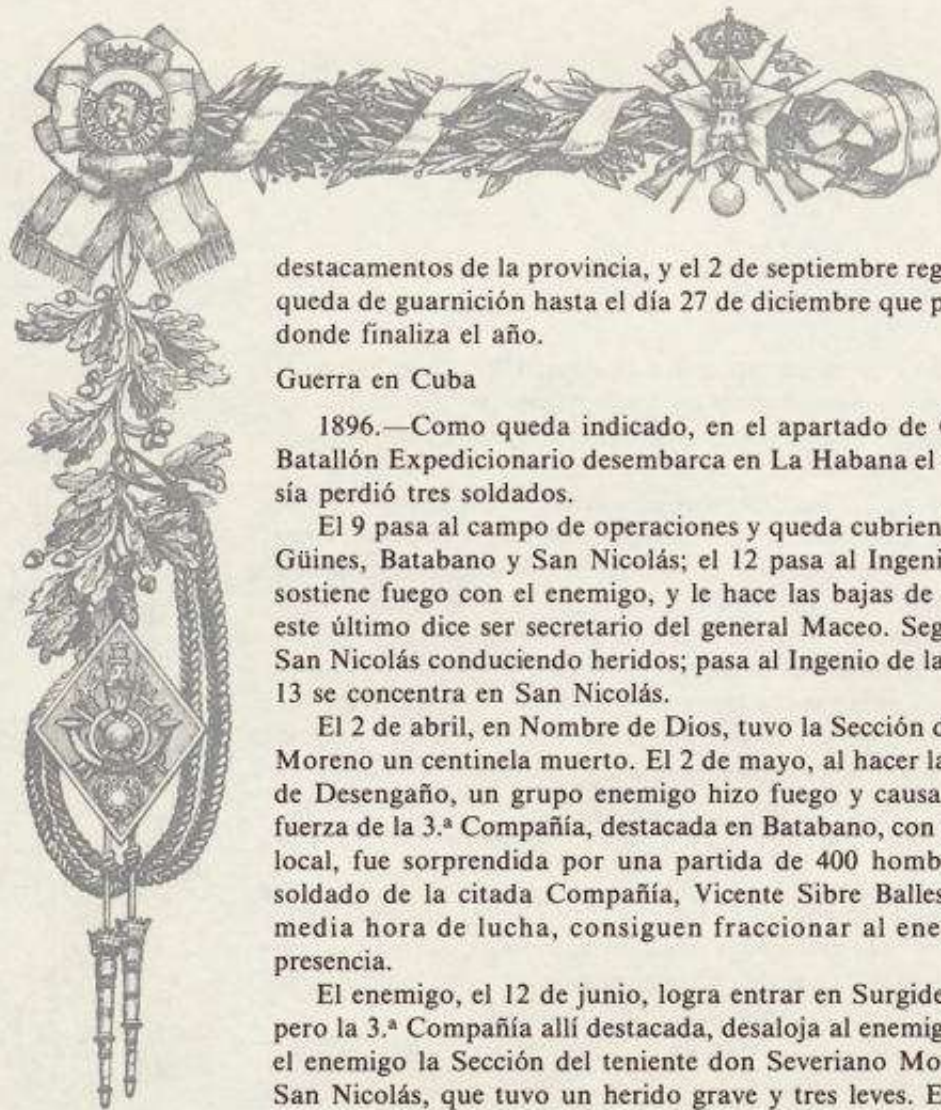 destacamentos de la provincia, y el 2 de septiembre reg
queda de guarnición hasta el día 27 de diciembre que p
donde finaliza el año.
Guerra en Cuba
1896.—Como queda indicado, en el apartado de
Batallón Expedicionario desembarca en La Habana el
sía perdió tres soldados.
El 9 pasa al campo de operaciones y queda cubrien
Güines, Batabano y San Nicolás; el 12 pasa al Ingeni
sostiene fuego con el enemigo, y le hace las bajas de
este último dice ser secretario del general Maceo. Seg
San Nicolás conduciendo heridos; pasa al Ingenio de la
13 se concentra en San Nicolás.
El 2 de abril, en Nombre de Dios, tuvo la Sección d
Moreno un centinela muerto. El 2 de mayo, al hacer la
de Desengaño, un grupo enemigo hizo fuego y causa
fuerza de la 3.ª Compañía, destacada en Batabano, con
local, fue sorprendida por una partida de 400 homb
soldado de la citada Compañía, Vicente Sibre Balles
media hora de lucha, consiguen fraccionar al ene
presencia.
El enemigo, el 12 de junio, logra entrar en Surgide
pero la 3.ª Compañía allí destacada, desaloja al enemig
el enemigo la Sección del teniente don Severiano Mo
San Nicolás, que tuvo un herido grave y tres leves. E